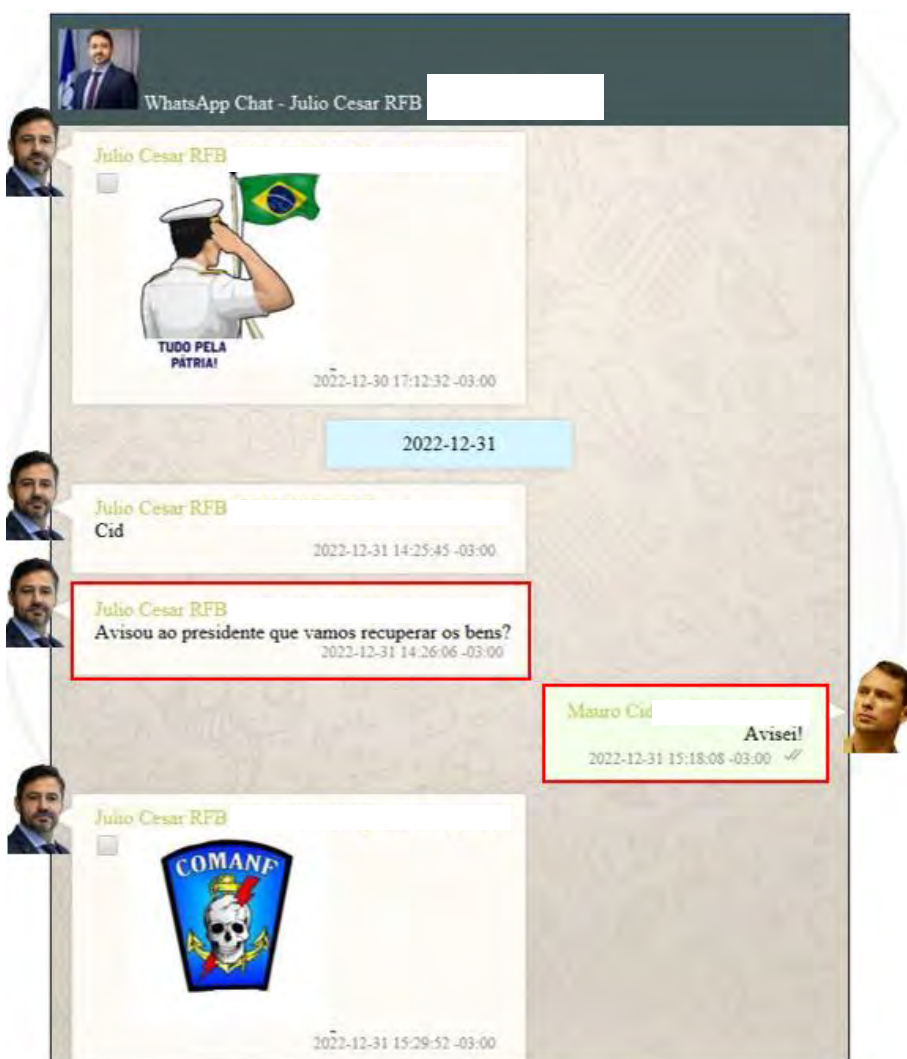 WhatsApp Chat - Julio Cesar RFB
Julio Cesar RFB
TUDO PELA
PÁTRIA!
2022-12-30 17:12:32 -03:00
2022-12-31
Julio Cesar RFB
Cid
2022-12-31 14:25:45 -03:00
Julio Cesar RFB
Avisou ao presidente que vamos recuperar os bens?
2022-12-31 14:26:06 -03:00
Mauro Cid
Avisei!
2022-12-31 15:18:08 -03:00
Julio Cesar RFB
COMANF
2022-12-31 15:29:52 -03:00